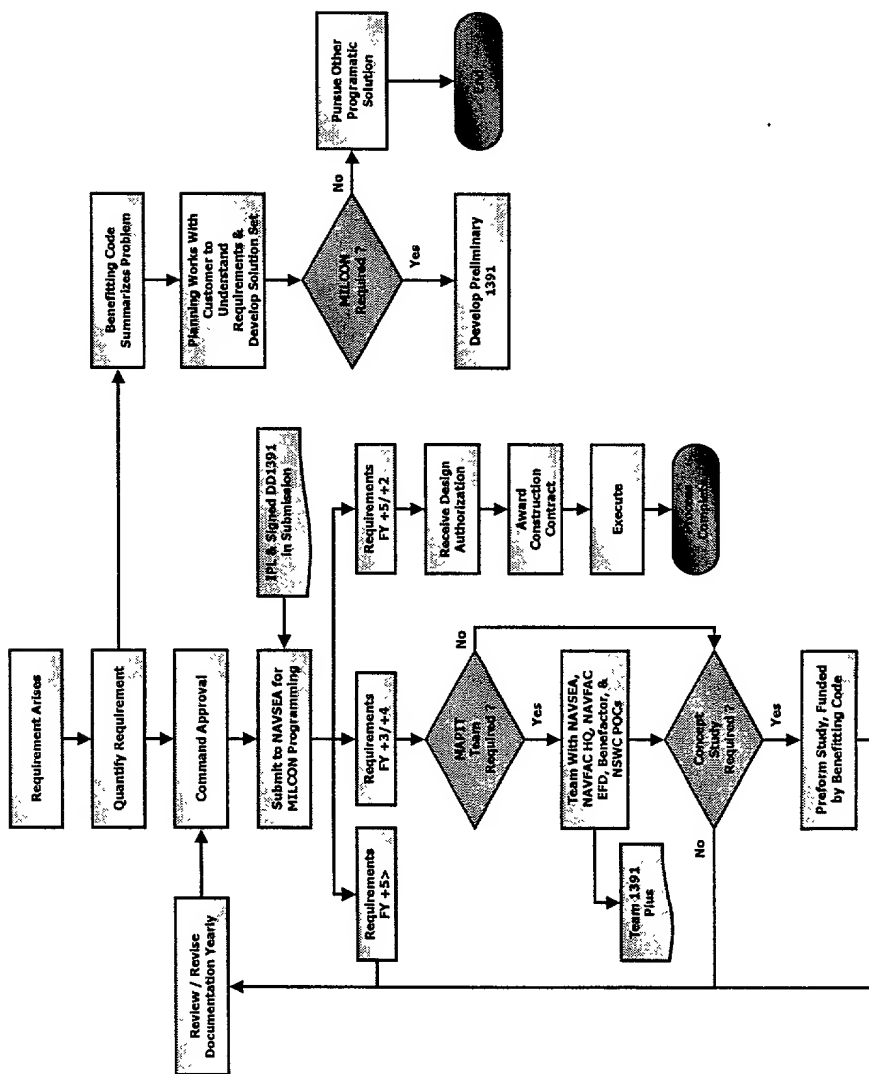 Requirement Arises
Quantify Requirement
Command Approval
Submit to NAVSEA for
MILCON Programming
Review / Revise
Documentation Yearly
IPL & Signed DD1391
in Submission
Requirements
FY +5>
Requirements
FY +3/+4
Requirements
FY +5/+2
Receive Design
Authorization
Award
Construction
Contract
Execute
Process
Complete
MAPIT
Team
Required ?
No
Yes
Team With NAVSEA,
NAVFAC HQ, NAVFAC
EFD, Benefactor, &
NSWC POCs
Team 1391
Plus
Concept
Study
Required ?
No
Yes
Preform Study, Funded
by Benefitting Code
Benefitting Code
Summarizes Problem
Planning Works With
Customer to
Understand
Requirements &
Develop Solution Set
MILCON
Required ?
No
Yes
Pursue Other
Programatic
Solution
End
Develop Preliminary
1391